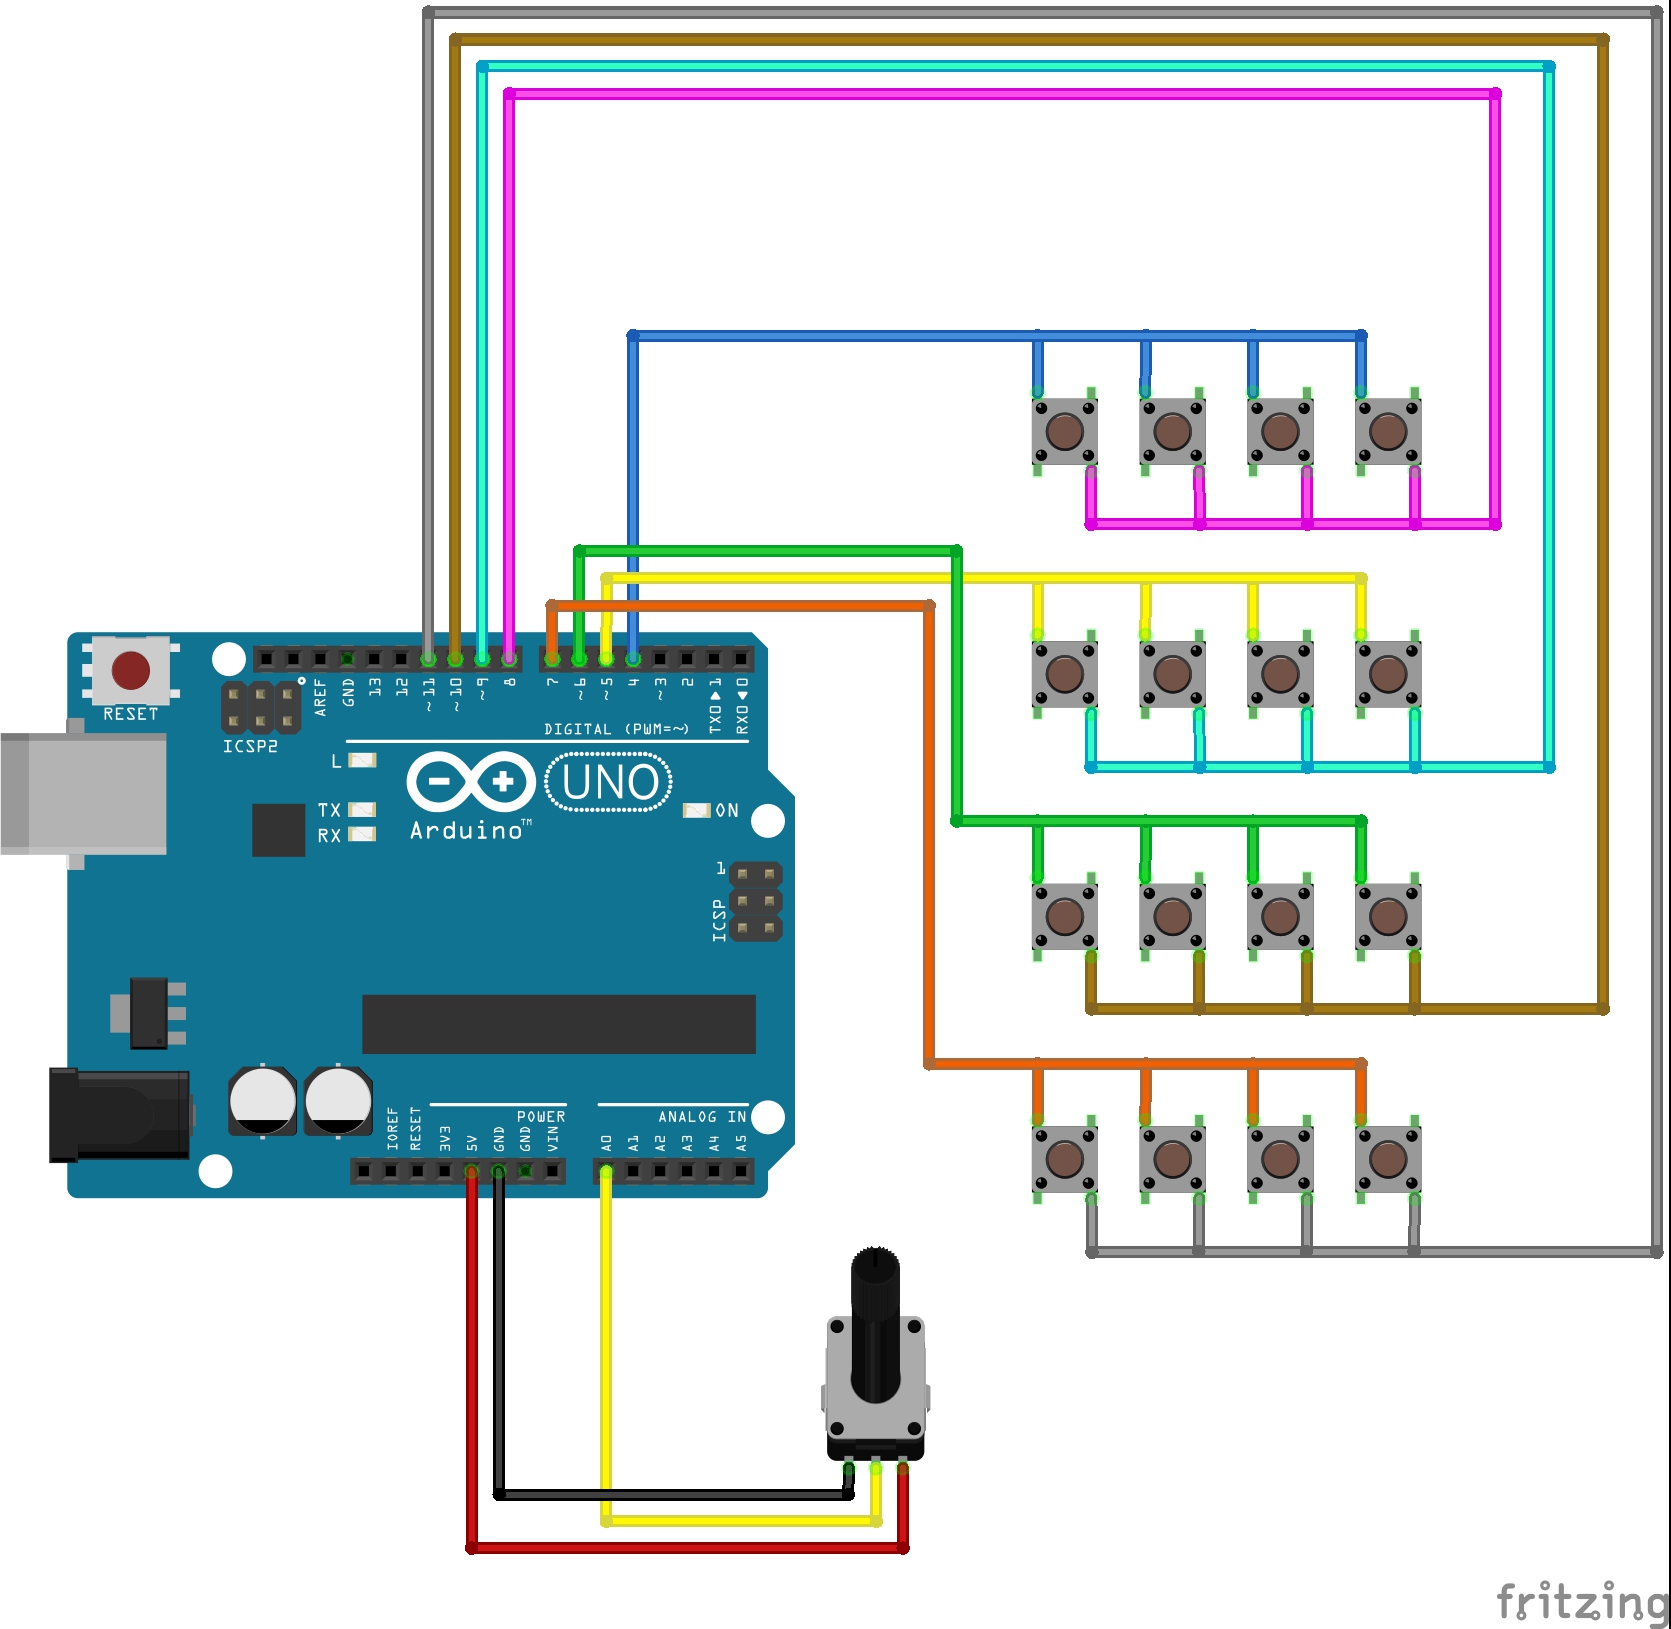 AREF
GND
13
12
~11
~10
~9
8
7
~6
~5
4
~3
2
TX0▶1
RX0◀0
RESET
ICSP2
DIGITAL (PWM=~)
L
TX
RX
UNO
Arduino™
ON
1
ICSP
IOREF
RESET
3V3
5V
GND
GND
VIN
POWER
ANALOG IN
A0
A1
A2
A3
A4
A5
fritzing